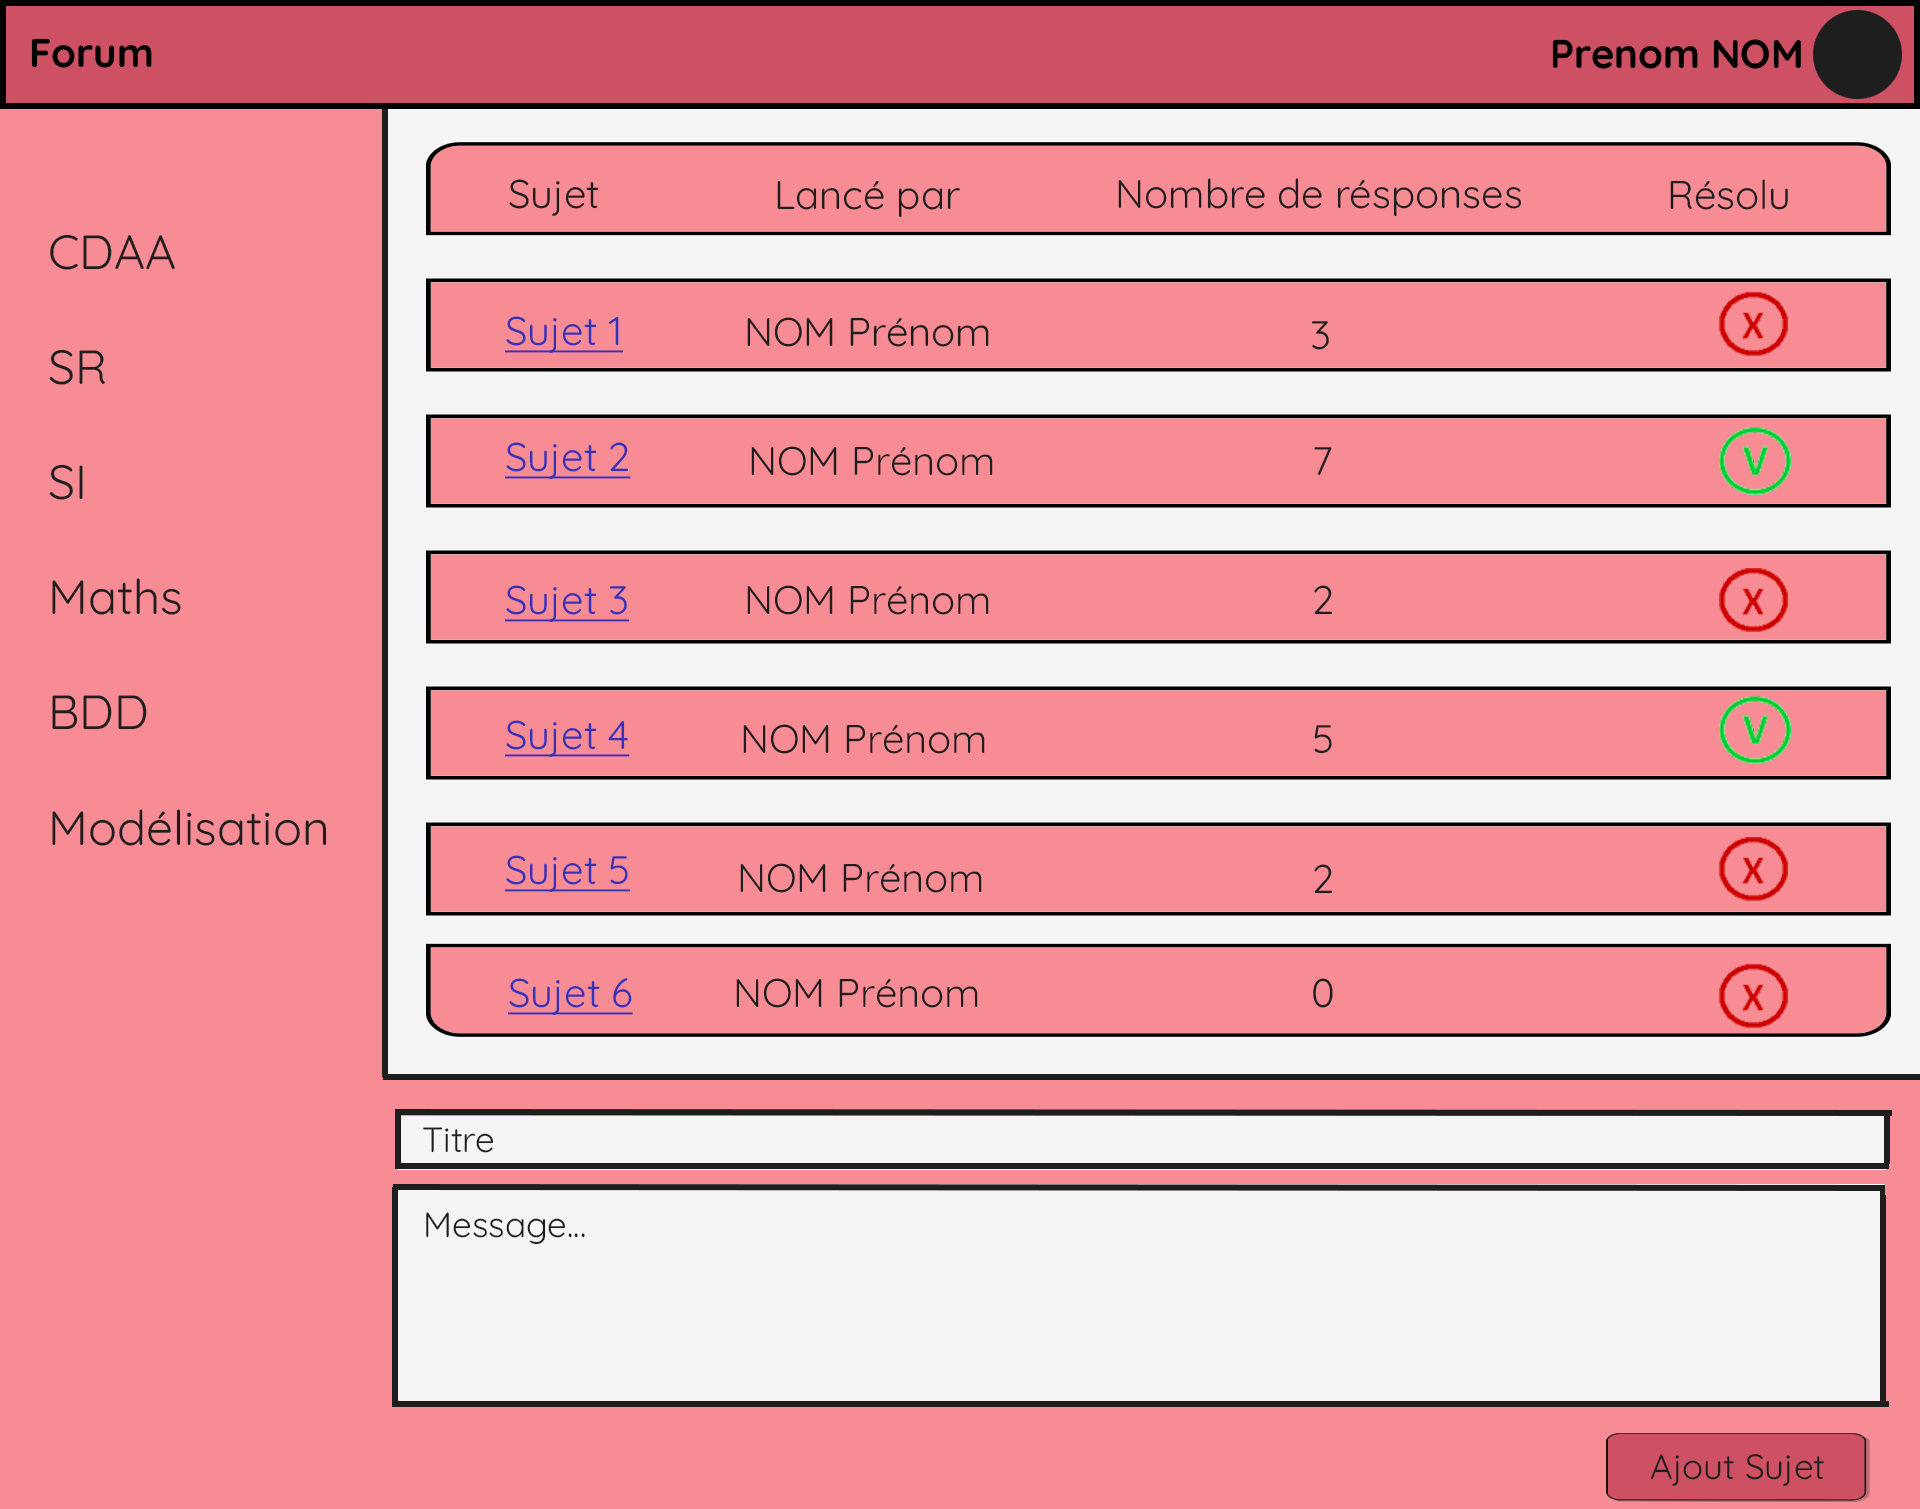 Forum
Prenom NOM
CDAA
SR
SI
Maths
BDD
Modélisation
Sujet Lancé par Nombre de résponses Résolu
Sujet 1 NOM Prénom 3 X
Sujet 2 NOM Prénom 7 V
Sujet 3 NOM Prénom 2 X
Sujet 4 NOM Prénom 5 V
Sujet 5 NOM Prénom 2 X
Sujet 6 NOM Prénom 0 X
Titre
Message...
Ajout Sujet